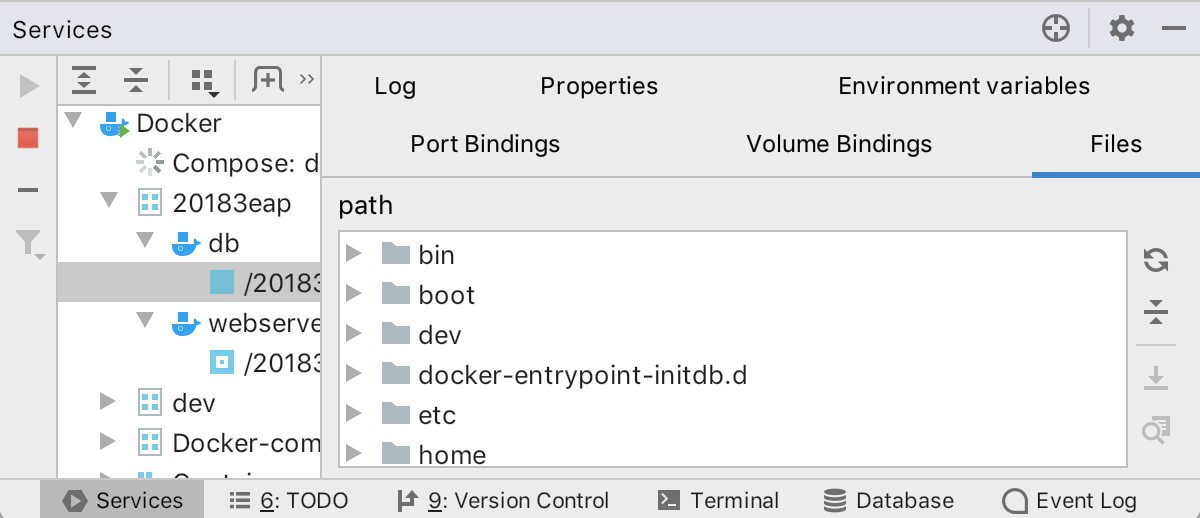 Services
Log
Properties
Environment variables
Port Bindings
Volume Bindings
Files
Docker
Compose: d
20183eap
db
/20183
webserve
/20183
dev
Docker-com
path
bin
boot
dev
docker-entrypoint-initdb.d
etc
home
Services
6: TODO
9: Version Control
Terminal
Database
Event Log